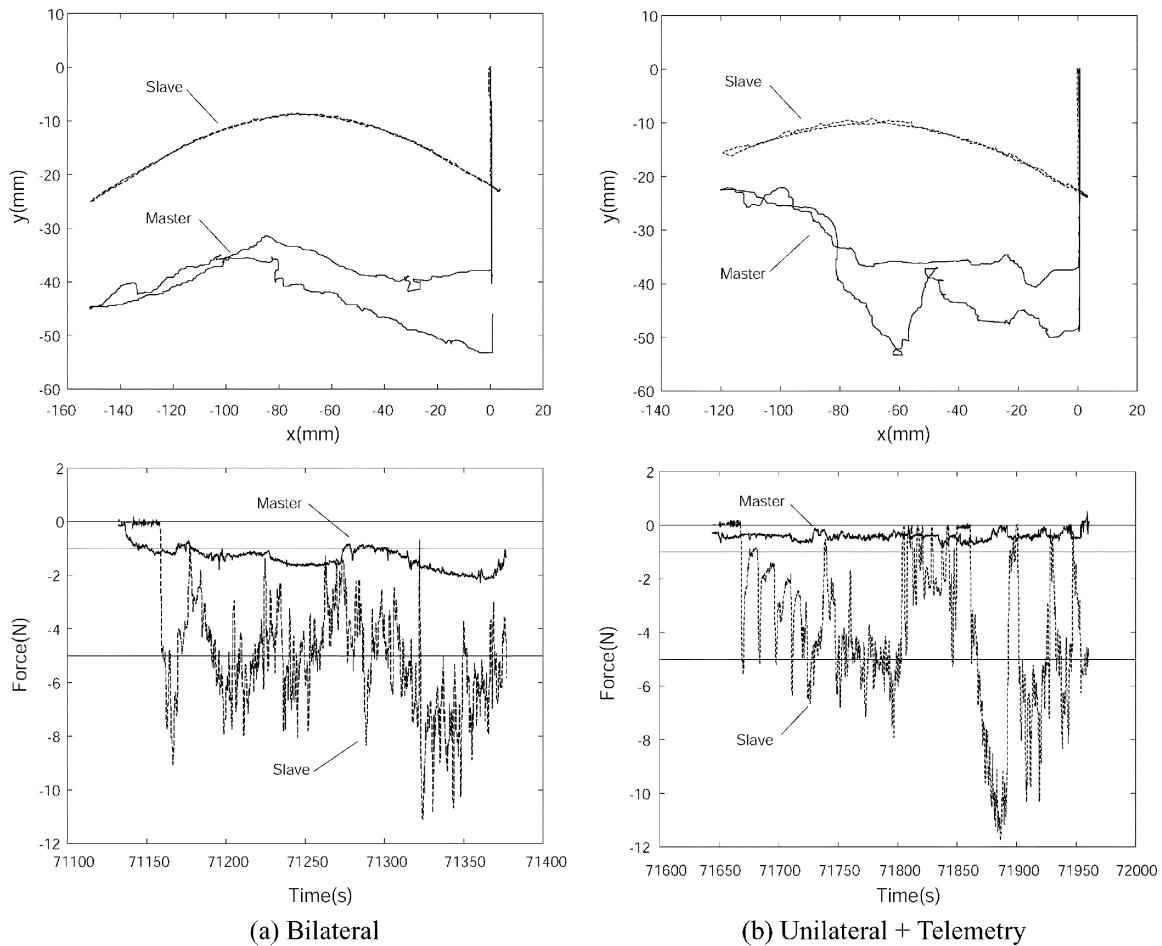 10
0
-10
-20
-30
-40
-50
-60
y(mm)
Slave
Master
-160 -140 -120 -100 -80 -60 -40 -20 0 20
x(mm)
10
0
-10
-20
-30
-40
-50
-60
y(mm)
Slave
Master
-140 -120 -100 -80 -60 -40 -20 0 20
x(mm)
2
0
-2
-4
-6
-8
-10
-12
Force(N)
Master
Slave
71100 71150 71200 71250 71300 71350 71400
Time(s)
(a) Bilateral
2
0
-2
-4
-6
-8
-10
-12
Force(N)
Master
Slave
71600 71650 71700 71750 71800 71850 71900 71950 72000
Time(s)
(b) Unilateral + Telemetry